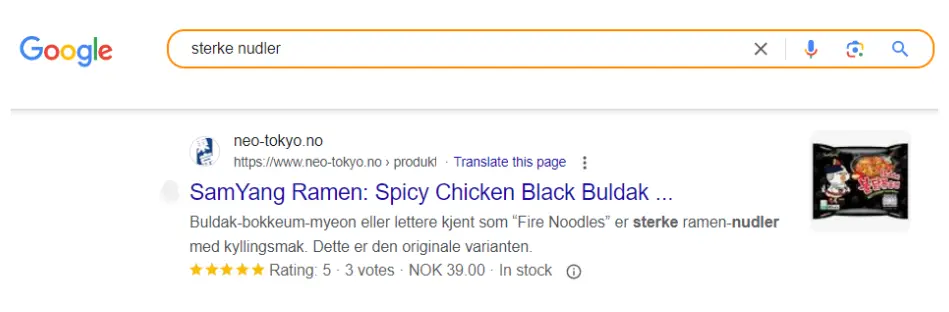 Google
sterke nudler
neo-tokyo.no
https://www.neo-tokyo.no › produkt · Translate this page
SamYang Ramen: Spicy Chicken Black Buldak ...
Buldak-bokkeum-myeon eller lettere kjent som “Fire Noodles” er sterke ramen-nudler
med kyllingsmak. Dette er den originale varianten.
Rating: 5 · 3 votes · NOK 39.00 · In stock